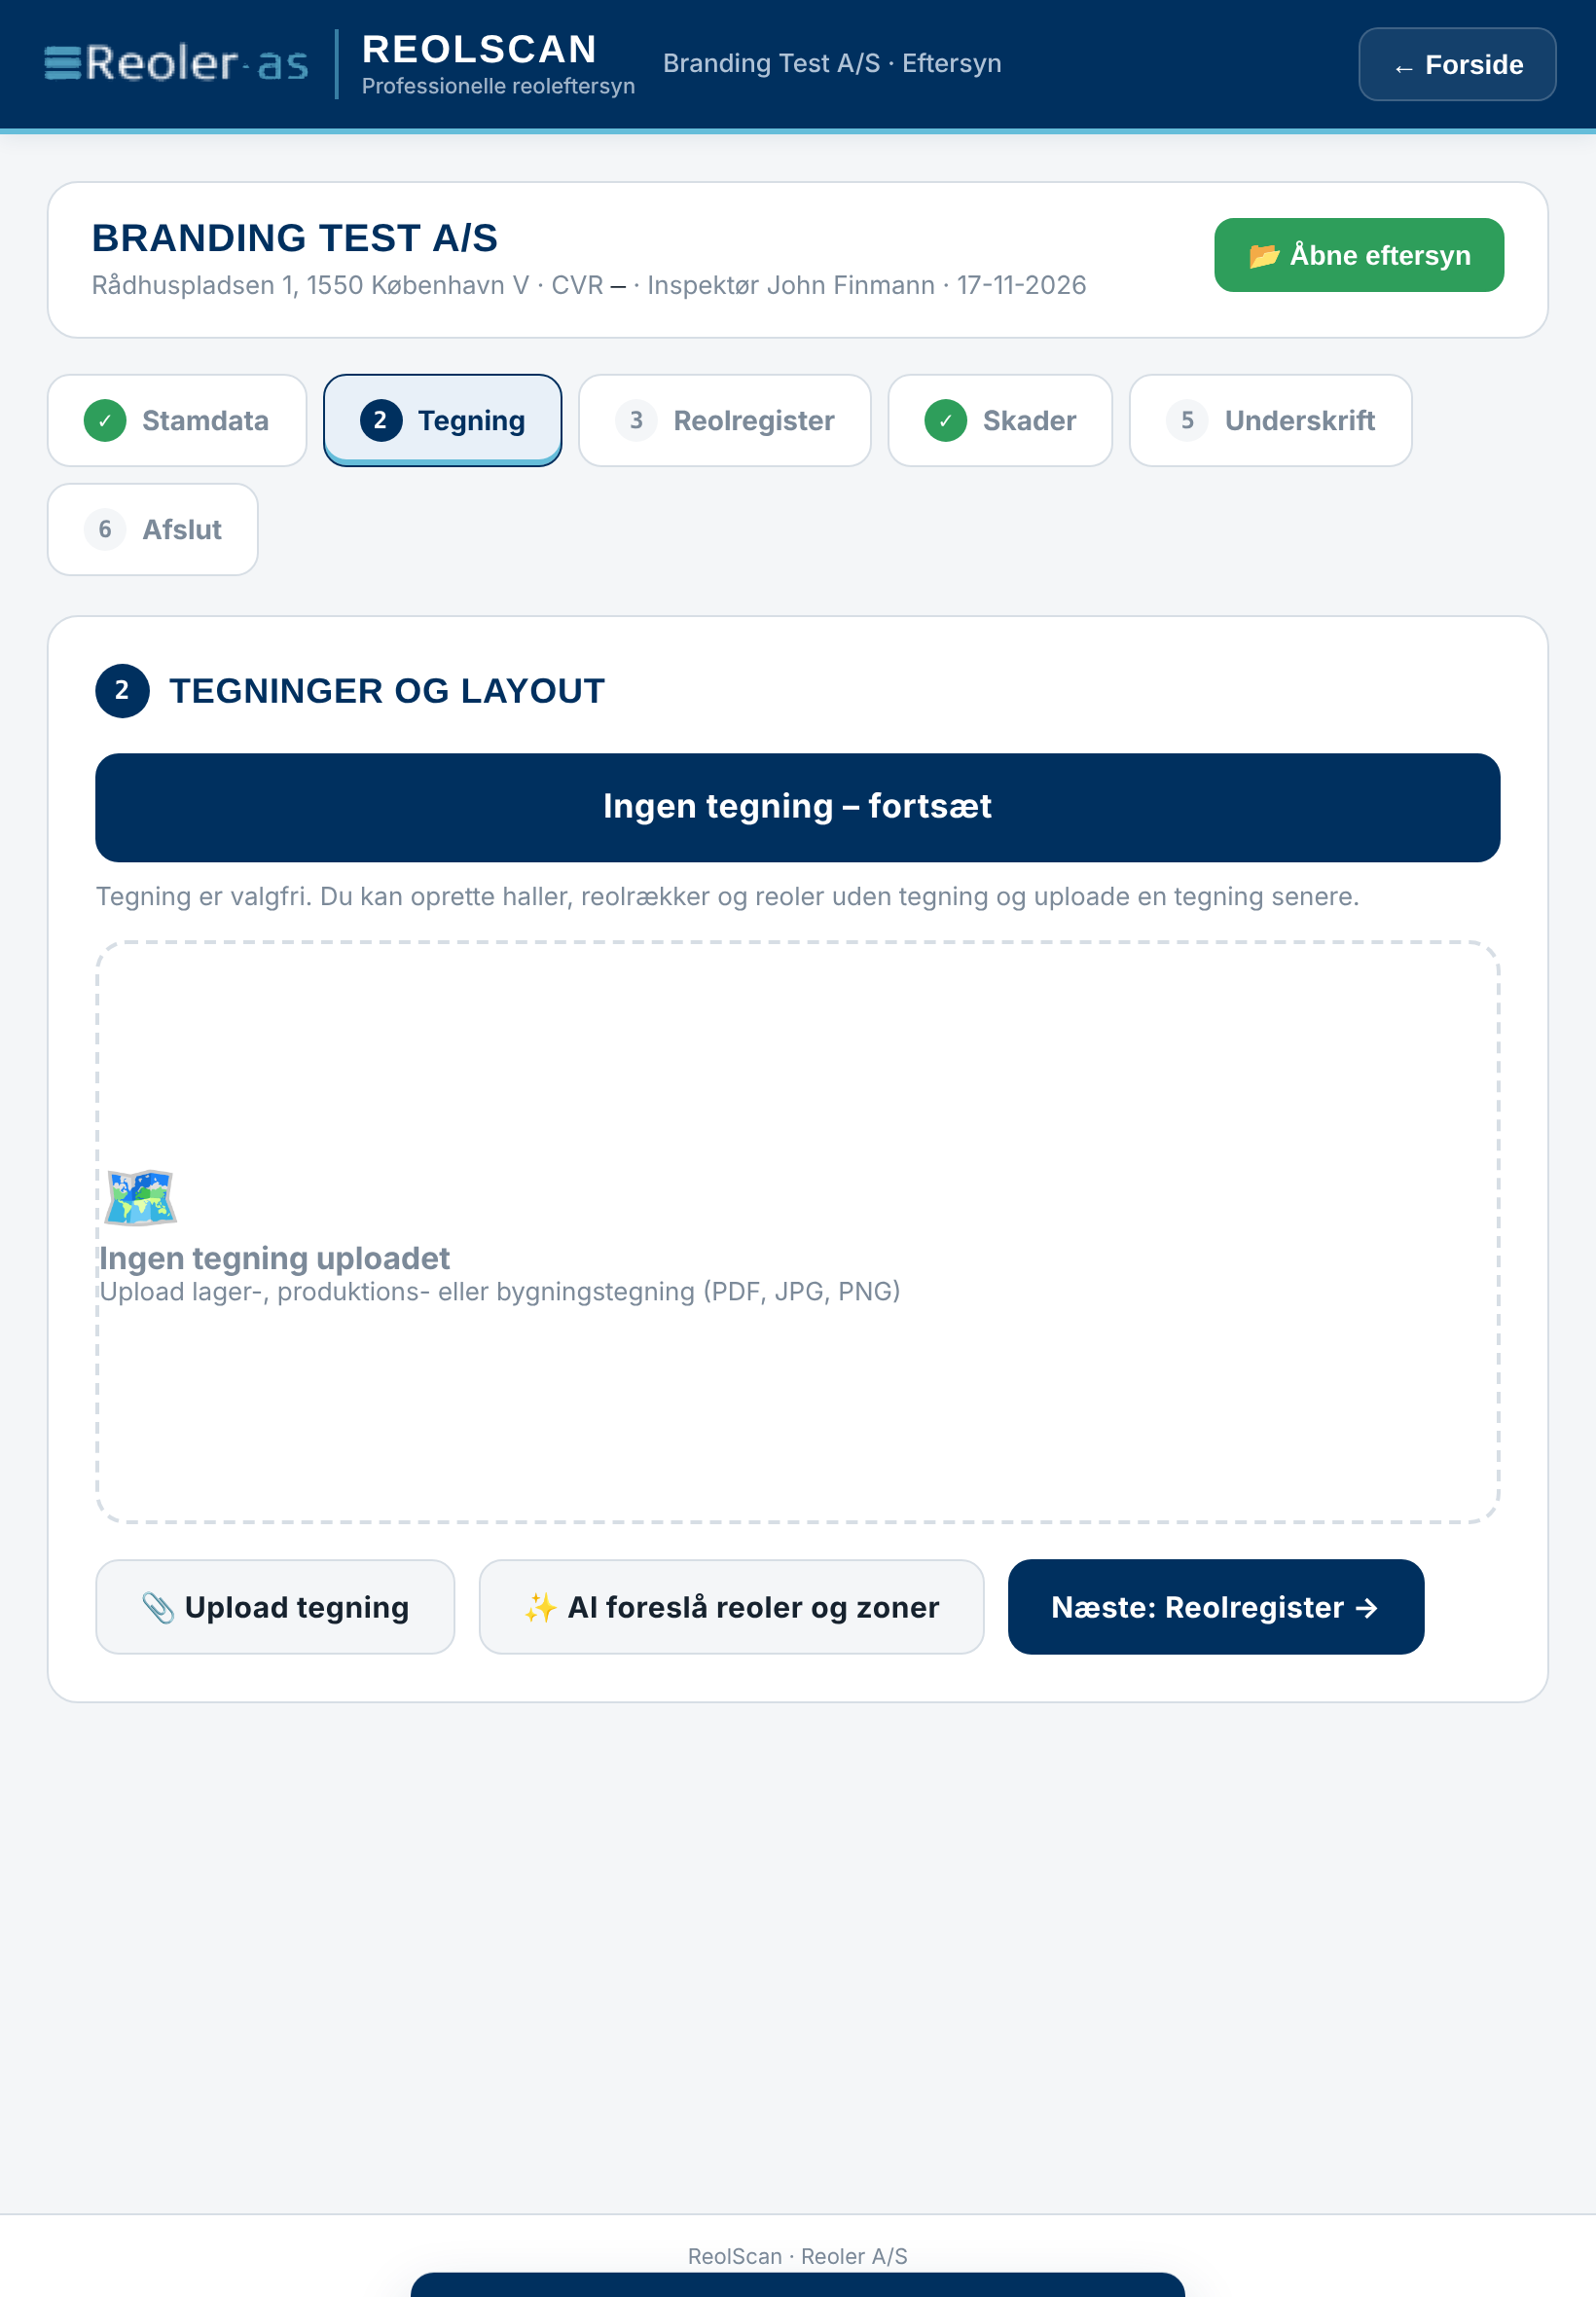 Reoler·as
REOLSCAN
Professionelle reoleftersyn
Branding Test A/S · Eftersyn
← Forside
BRANDING TEST A/S
Rådhuspladsen 1, 1550 København V · CVR – · Inspektør John Finmann · 17-11-2026
📂 Åbne eftersyn
✓ Stamdata
2 Tegning
3 Reolregister
✓ Skader
5 Underskrift
6 Afslut
2 TEGNINGER OG LAYOUT
Ingen tegning – fortsæt
Tegning er valgfri. Du kan oprette haller, reolrækker og reoler uden tegning og uploade en tegning senere.
Ingen tegning uploadet
Upload lager-, produktions- eller bygningstegning (PDF, JPG, PNG)
📎 Upload tegning
✨ AI foreslå reoler og zoner
Næste: Reolregister →
ReolScan · Reoler A/S